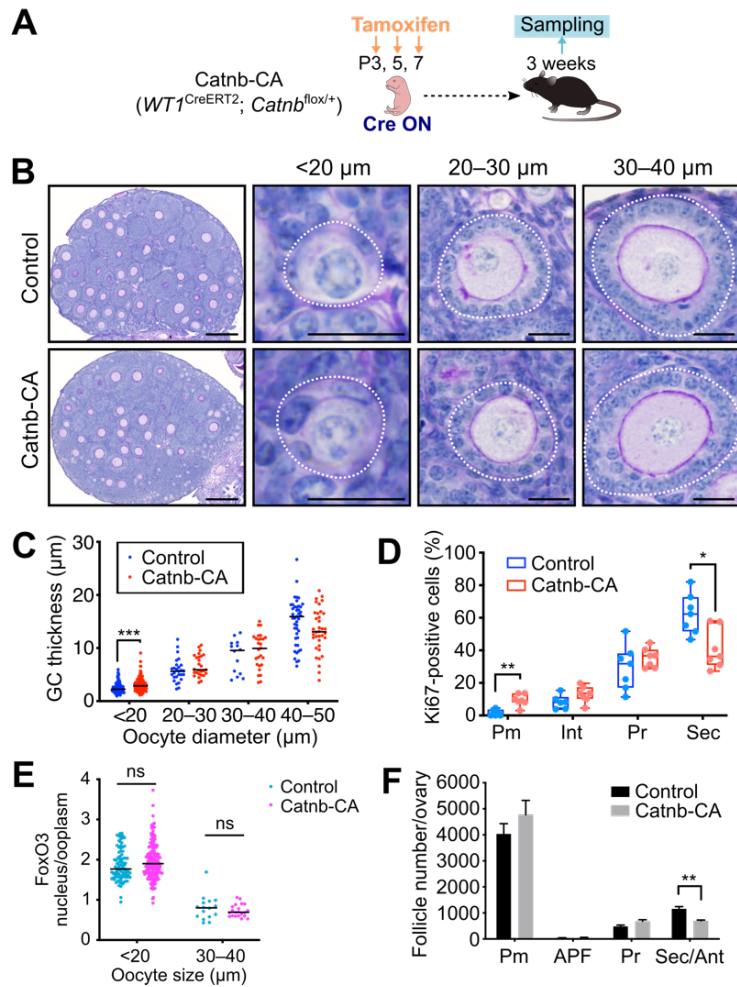 A
Tamoxifen
Sampling
P3, 5, 7
3 weeks
Catnb-CA
(WT1CreERT2; Catnbflox/+)
Cre ON
B
<20 µm
20–30 µm
30–40 µm
Control
Catnb-CA
C
GC thickness (µm)
30
20
10
0
Control
Catnb-CA
***
<20
20–30
30–40
40–50
Oocyte diameter (µm)
D
Ki67-positive cells (%)
100
80
60
40
20
0
Control
Catnb-CA
**
*
Pm
Int
Pr
Sec
E
FoxO3
nucleus/ooplasm
4
3
2
1
0
ns
ns
Control
Catnb-CA
<20
30–40
Oocyte size (µm)
F
Follicle number/ovary
6000
5000
4000
3000
2000
1000
0
Control
Catnb-CA
**
Pm
APF
Pr
Sec/Ant